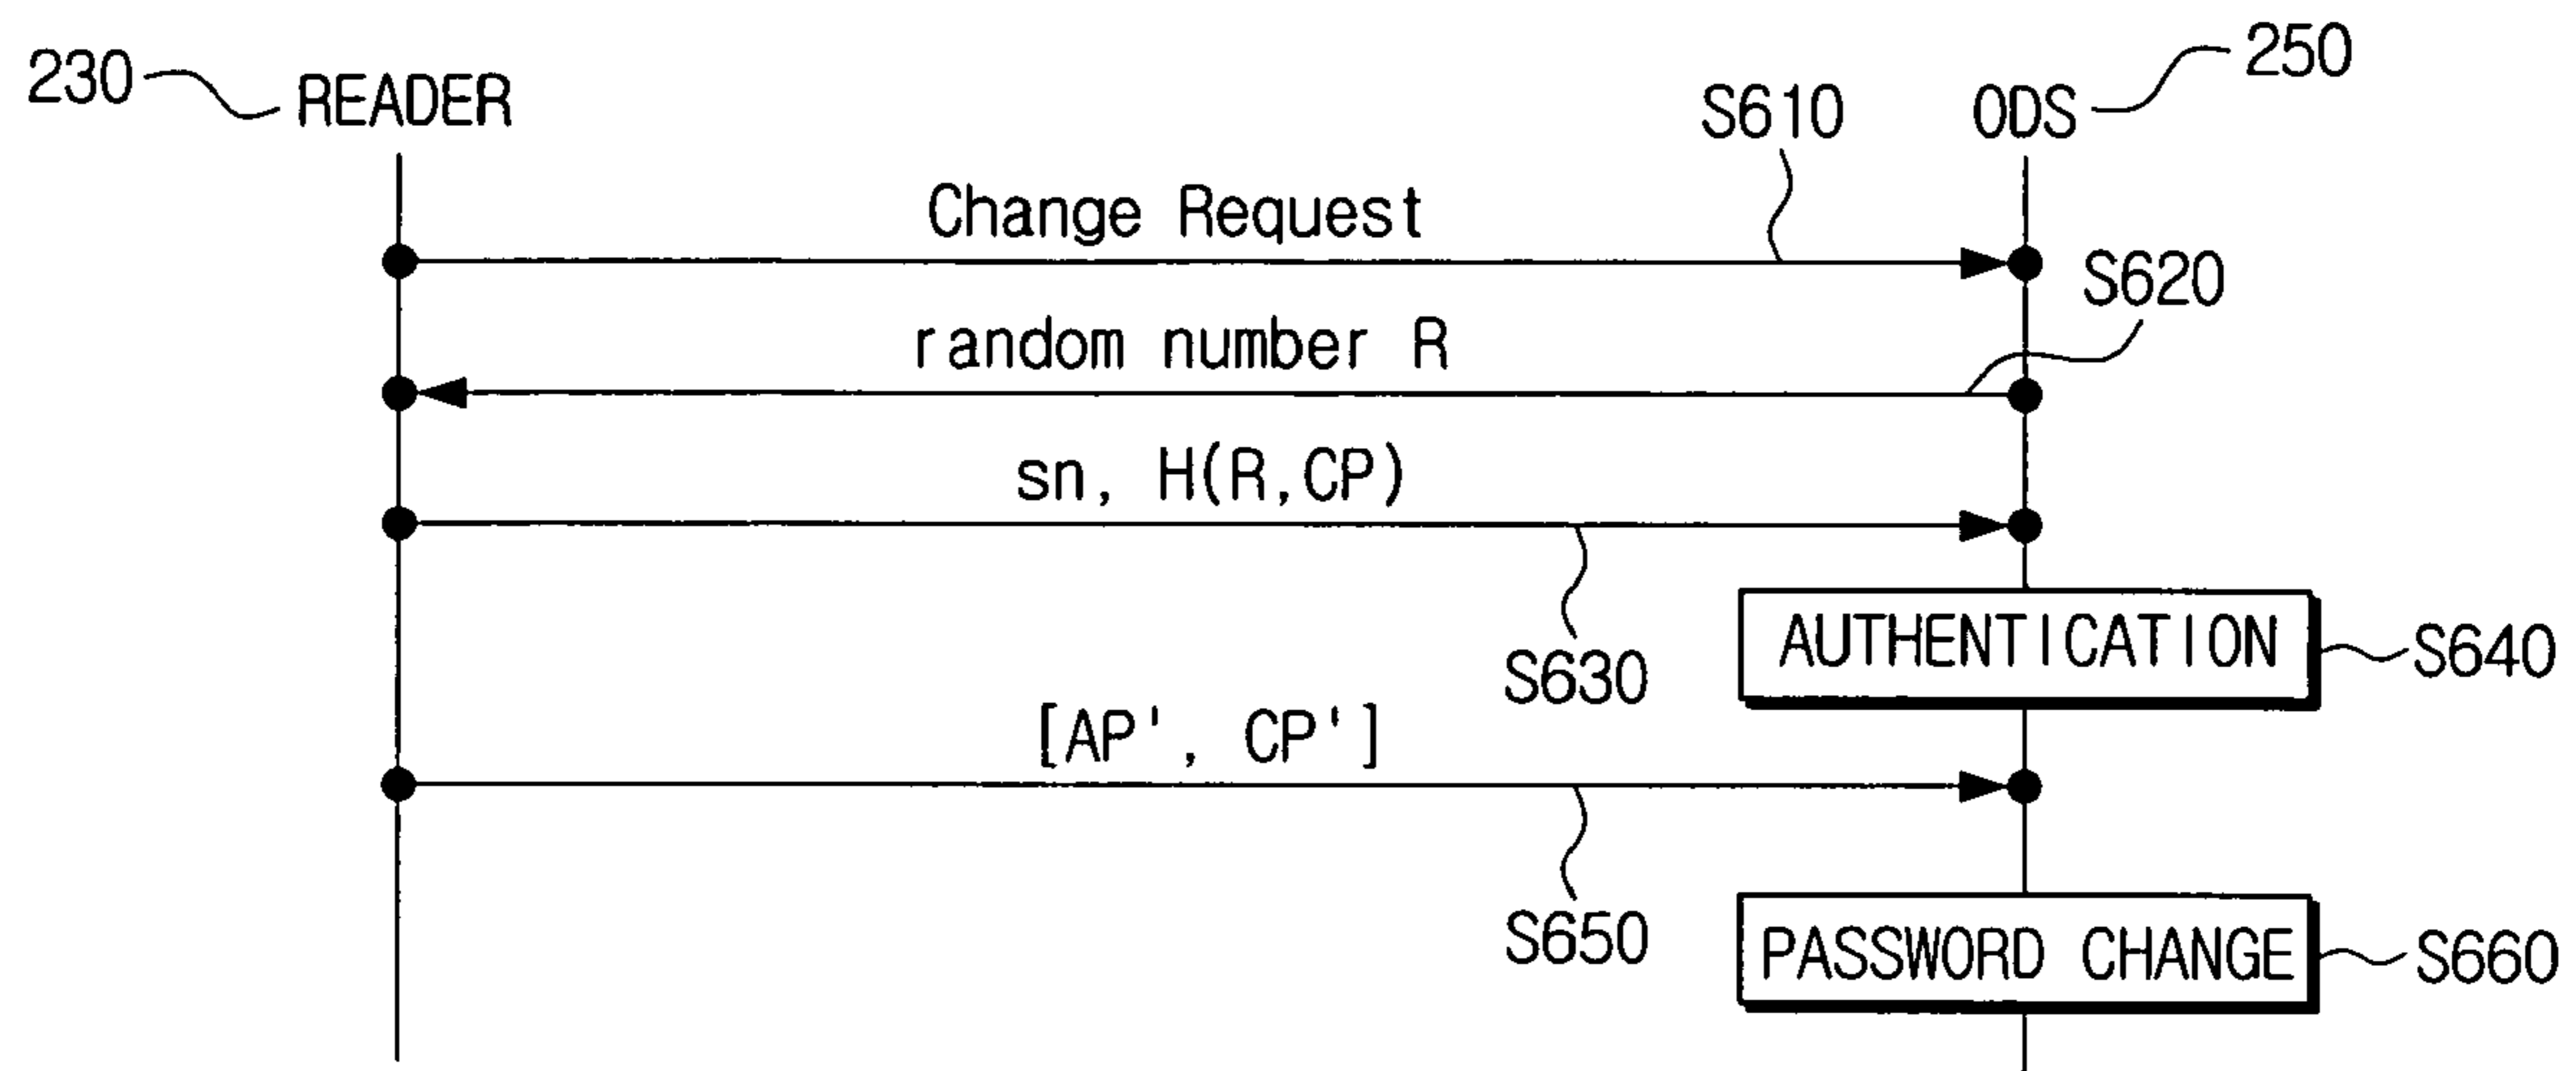 230 READER
ODS 250
S610
Change Request
S620
random number R
sn, H(R,CP)
S630
AUTHENTICATION S640
[AP', CP']
S650
PASSWORD CHANGE S660